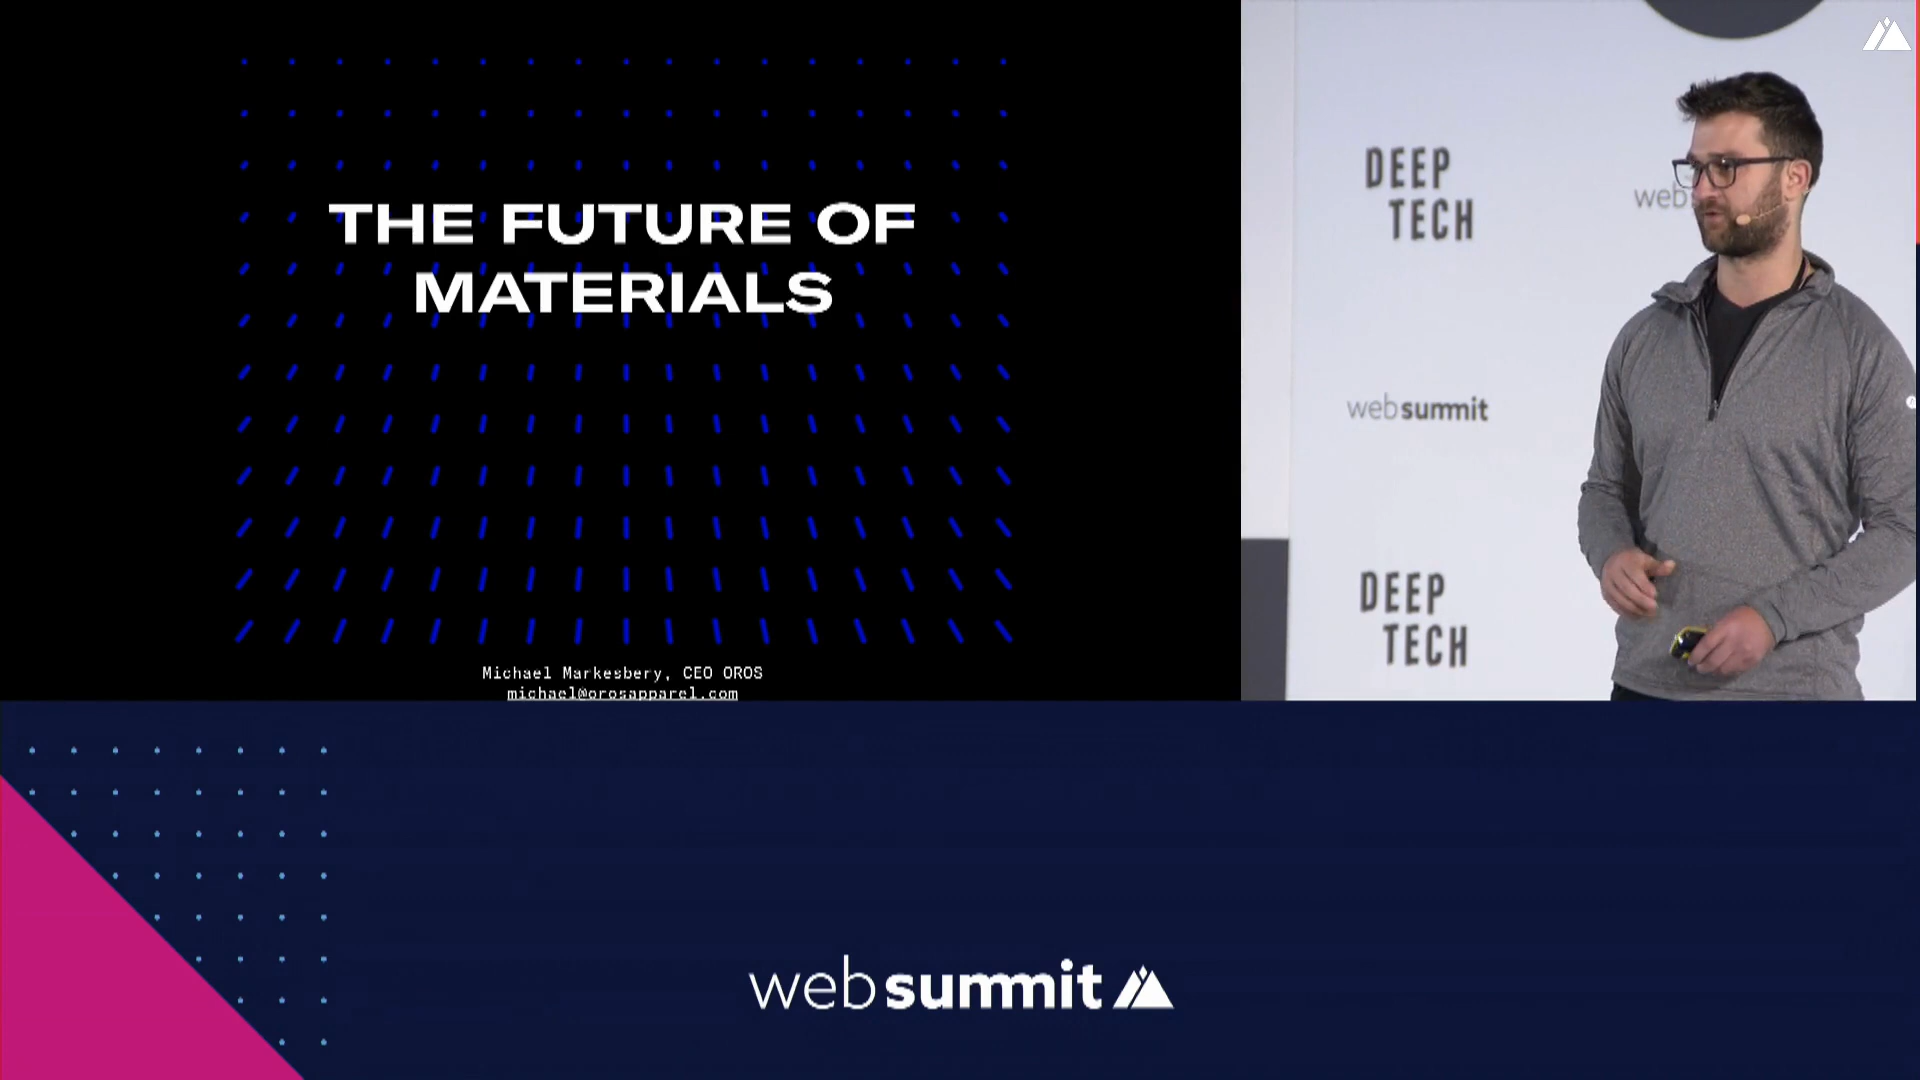 THE FUTURE OF
MATERIALS
Michael Markesbery, CEO OROS
michael@orosapparel.com
DEEP
TECH
web
websummit
DEEP
TECH
websummit